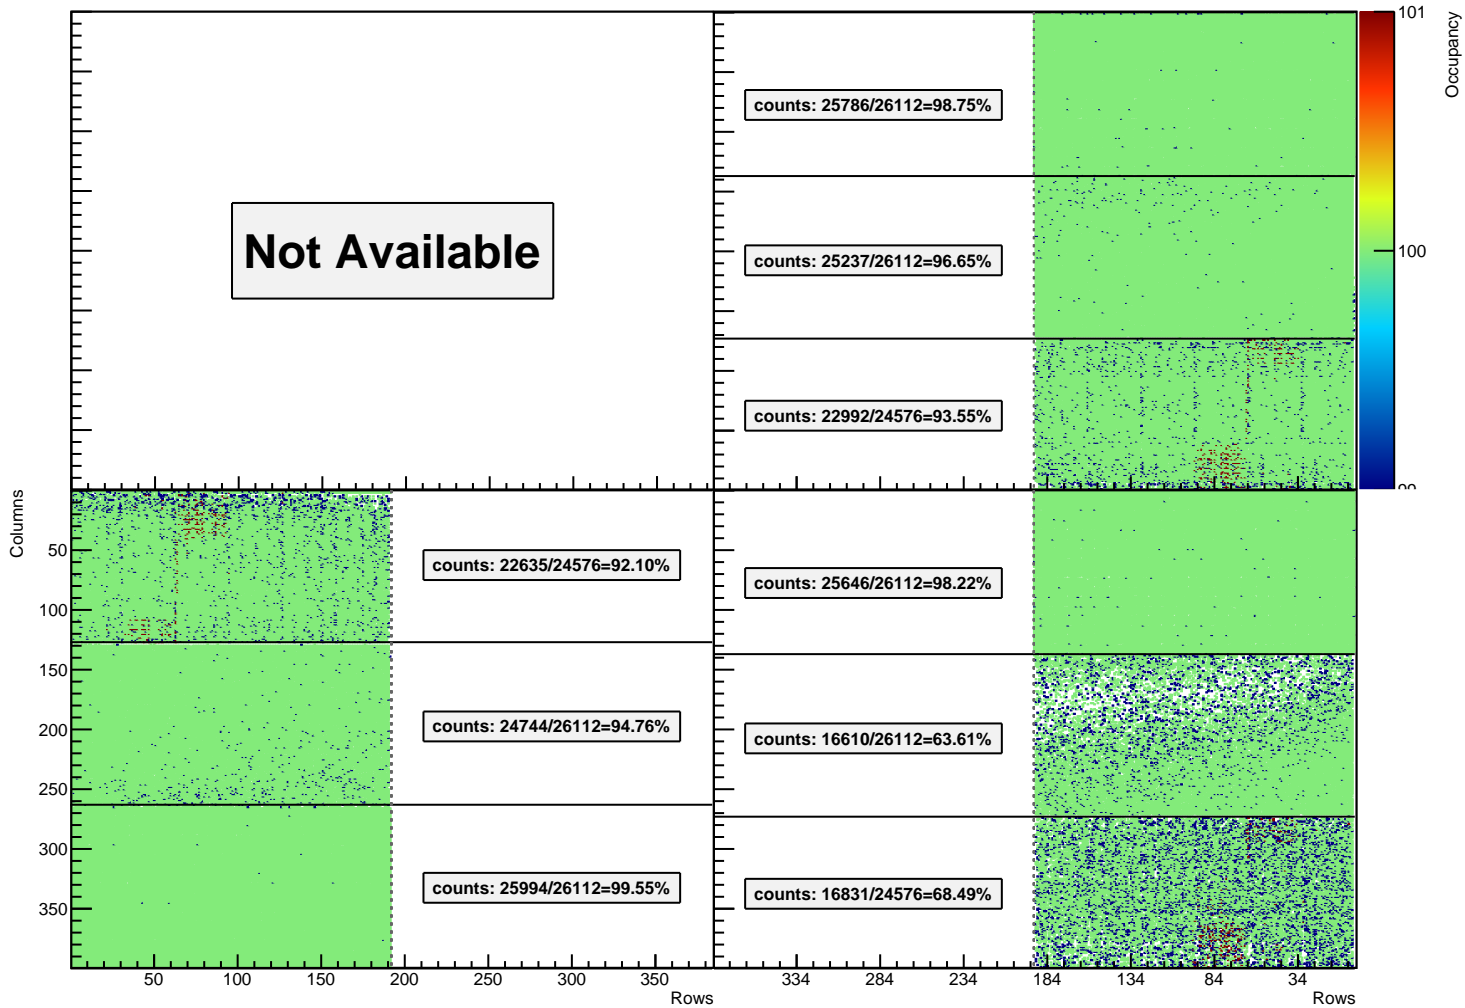 101
Occupancy
counts: 25786/26112=98.75%
Not Available
counts: 25237/26112=96.65%
100
counts: 22992/24576=93.55%
99
Columns
50
100
150
200
250
300
350
counts: 22635/24576=92.10%
counts: 24744/26112=94.76%
counts: 25994/26112=99.55%
counts: 25646/26112=98.22%
counts: 16610/26112=63.61%
counts: 16831/24576=68.49%
50 100 150 200 250 300 350
Rows
334 284 234 184 134 84 34
Rows